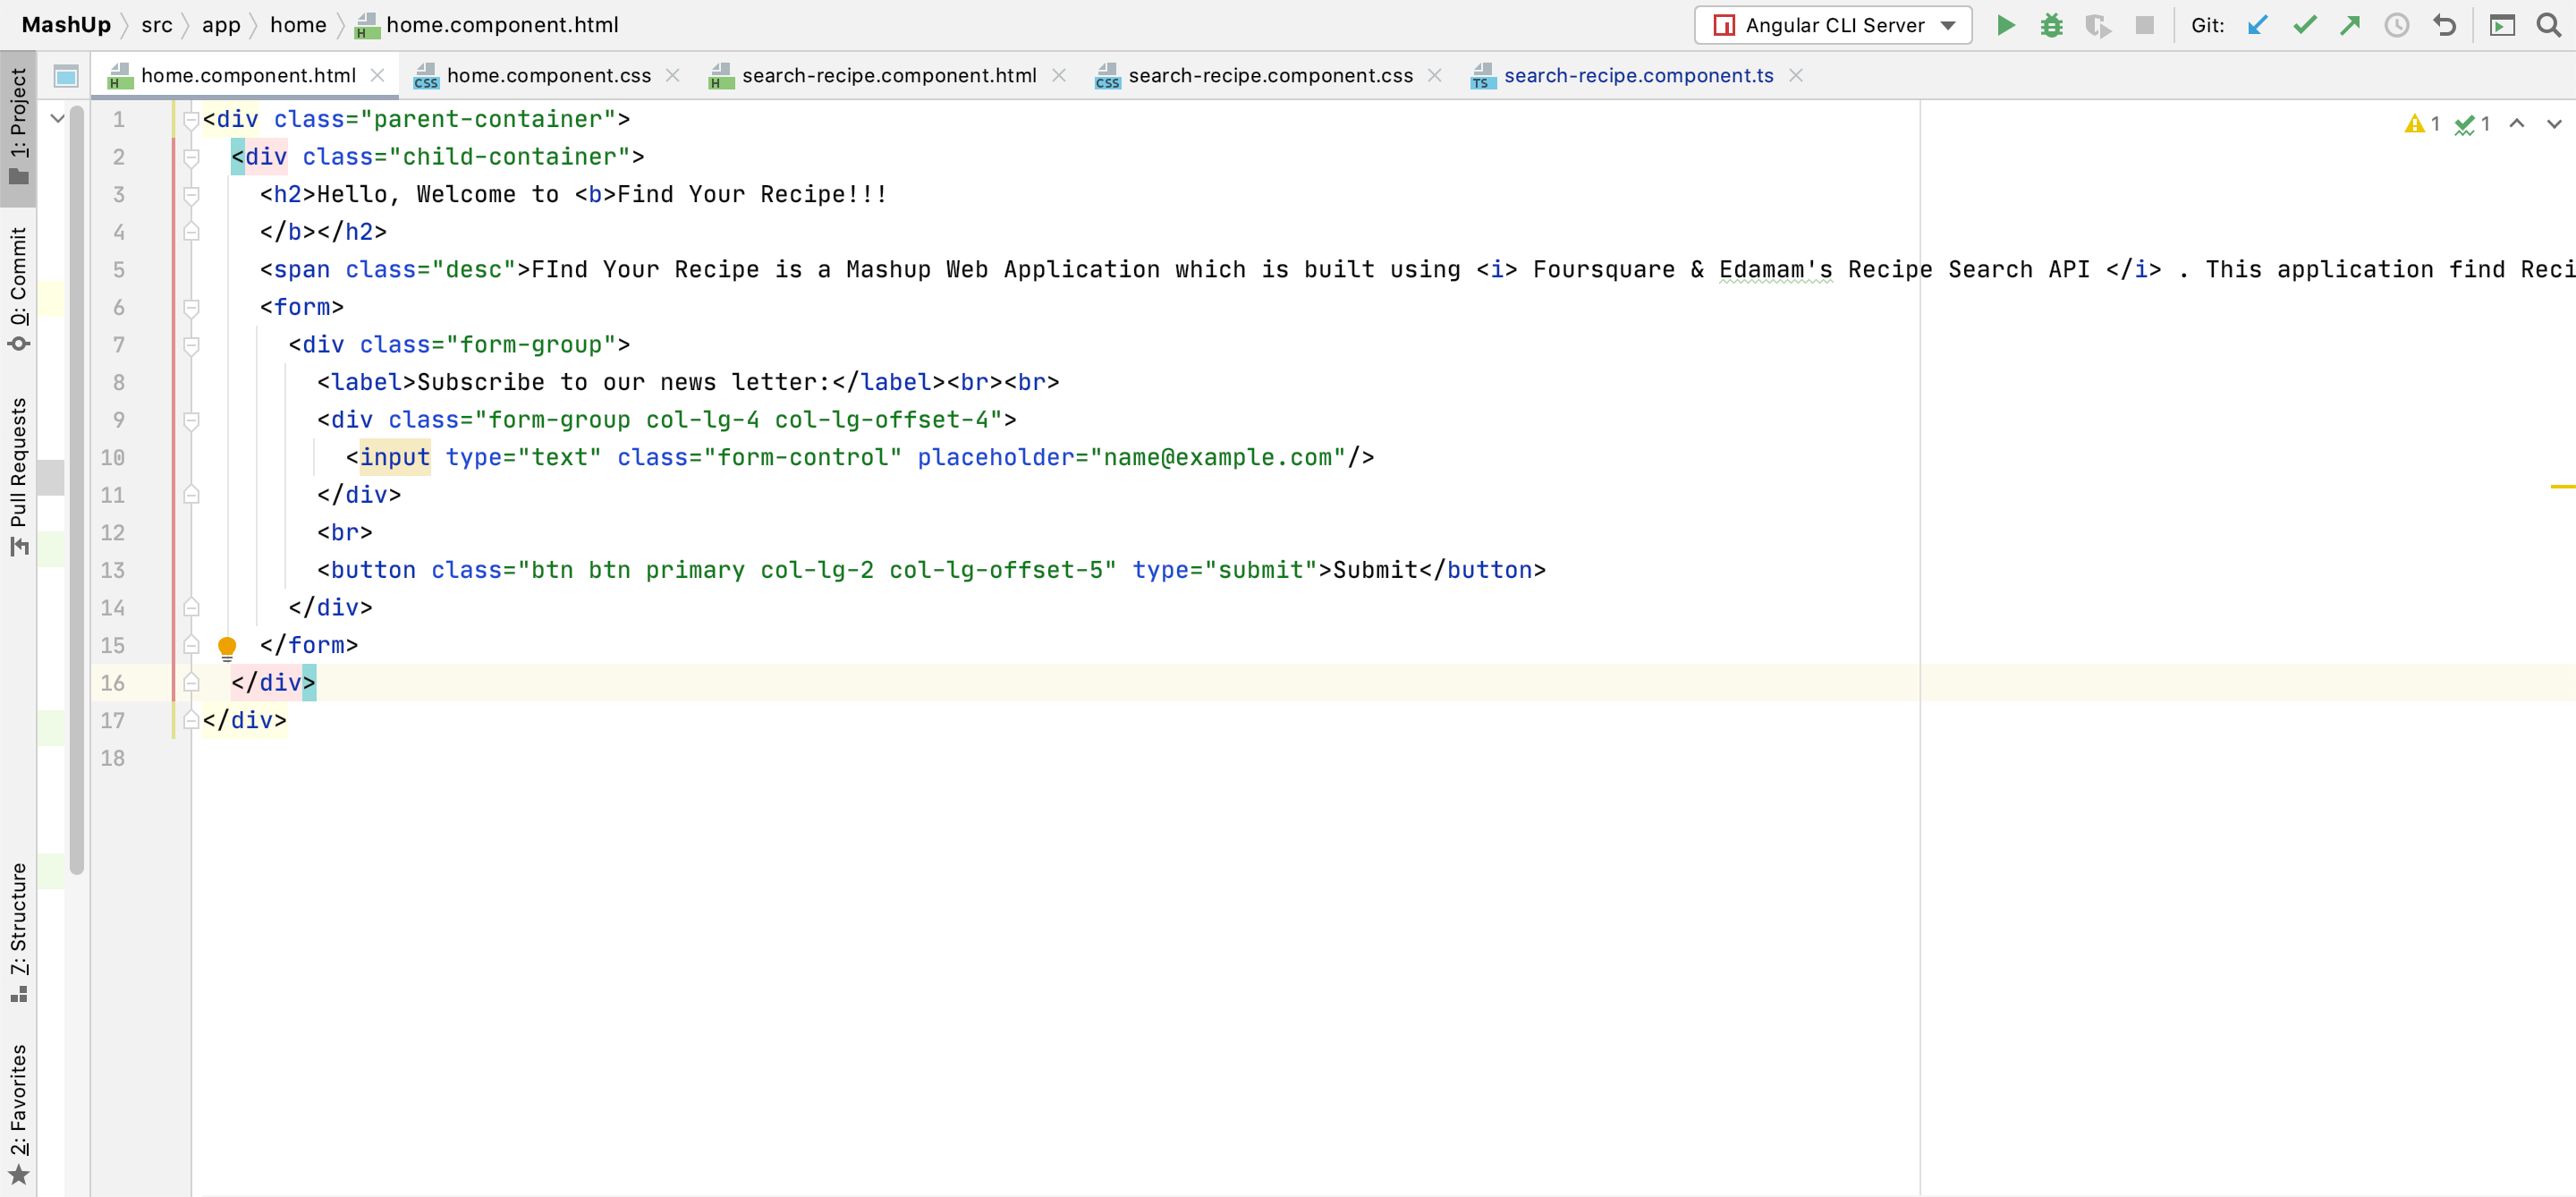 MashUp src app home home.component.html Angular CLI Server Git:
home.component.html home.component.css search-recipe.component.html search-recipe.component.css search-recipe.component.ts
1: Project
0: Commit
Pull Requests
7: Structure
2: Favorites
1 1
1 <div class="parent-container">
2 <div class="child-container">
3 <h2>Hello, Welcome to <b>Find Your Recipe!!!
4 </b></h2>
5 <span class="desc">FInd Your Recipe is a Mashup Web Application which is built using <i> Foursquare & Edamam's Recipe Search API </i> . This application find Reci
6 <form>
7 <div class="form-group">
8 <label>Subscribe to our news letter:</label><br><br>
9 <div class="form-group col-lg-4 col-lg-offset-4">
10 <input type="text" class="form-control" placeholder="name@example.com"/>
11 </div>
12 <br>
13 <button class="btn btn primary col-lg-2 col-lg-offset-5" type="submit">Submit</button>
14 </div>
15 </form>
16 </div>
17 </div>
18